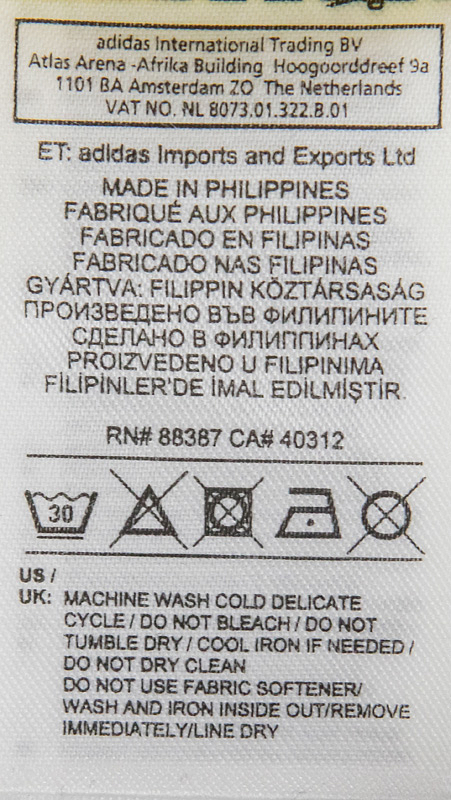 adidas International Trading BV
Atlas Arena -Afrika Building Hoogoorddreef 9a
1101 BA Amsterdam ZO The Netherlands
VAT NO. NL 8073.01.322.B.01
ET: adidas Imports and Exports Ltd
MADE IN PHILIPPINES
FABRIQUÉ AUX PHILIPPINES
FABRICADO EN FILIPINAS
FABRICADO NAS FILIPINAS
GYÁRTVA: FILIPPIN KÖZTÁRSASÁG
ПРОИЗВЕДЕНО ВЪВ ФИЛИПИНИТЕ
СДЕЛАНО В ФИЛИППИНАХ
PROIZVEDENO U FILIPINIMA
FİLİPİNLER'DE İMAL EDİLMİŞTİR.
RN# 88387 CA# 40312
30
US /
UK: MACHINE WASH COLD DELICATE
CYCLE / DO NOT BLEACH / DO NOT
TUMBLE DRY / COOL IRON IF NEEDED /
DO NOT DRY CLEAN
DO NOT USE FABRIC SOFTENER/
WASH AND IRON INSIDE OUT/REMOVE
IMMEDIATELY/LINE DRY